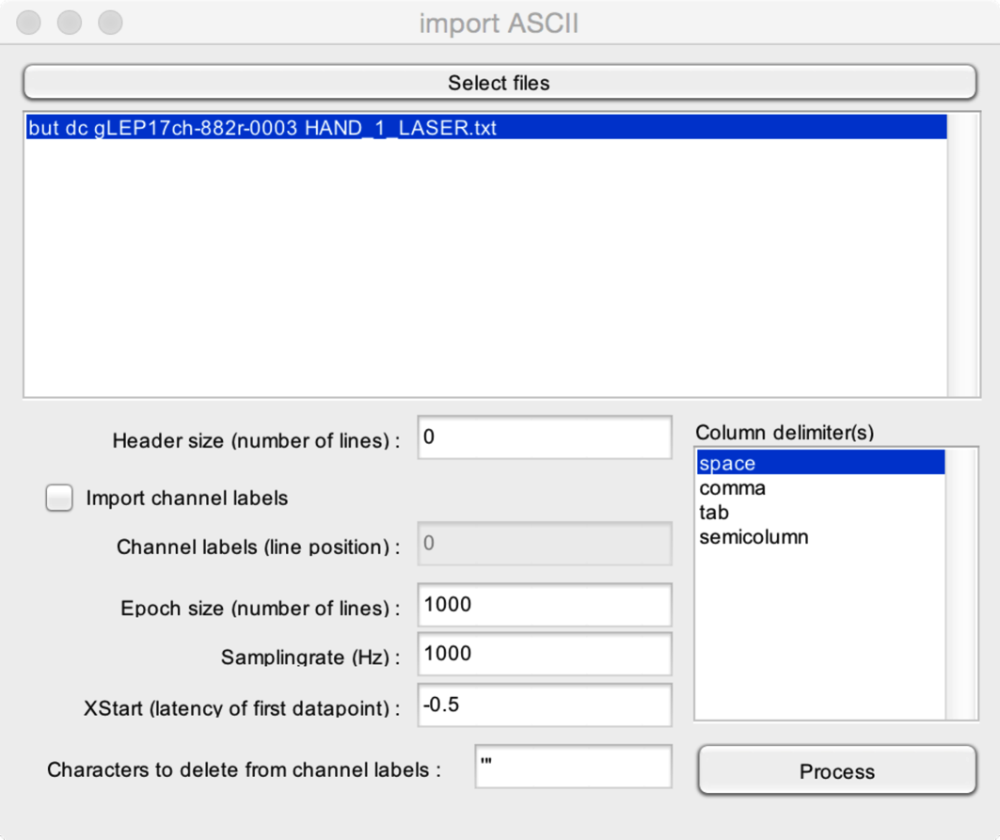 import ASCII
Select files
but dc gLEP17ch-882r-0003 HAND_1_LASER.txt
Header size (number of lines) : 0
Column delimiter(s)
space
comma
tab
semicolumn
Import channel labels
Channel labels (line position) : 0
Epoch size (number of lines) : 1000
Samplingrate (Hz) : 1000
XStart (latency of first datapoint) : -0.5
Characters to delete from channel labels : '"
Process